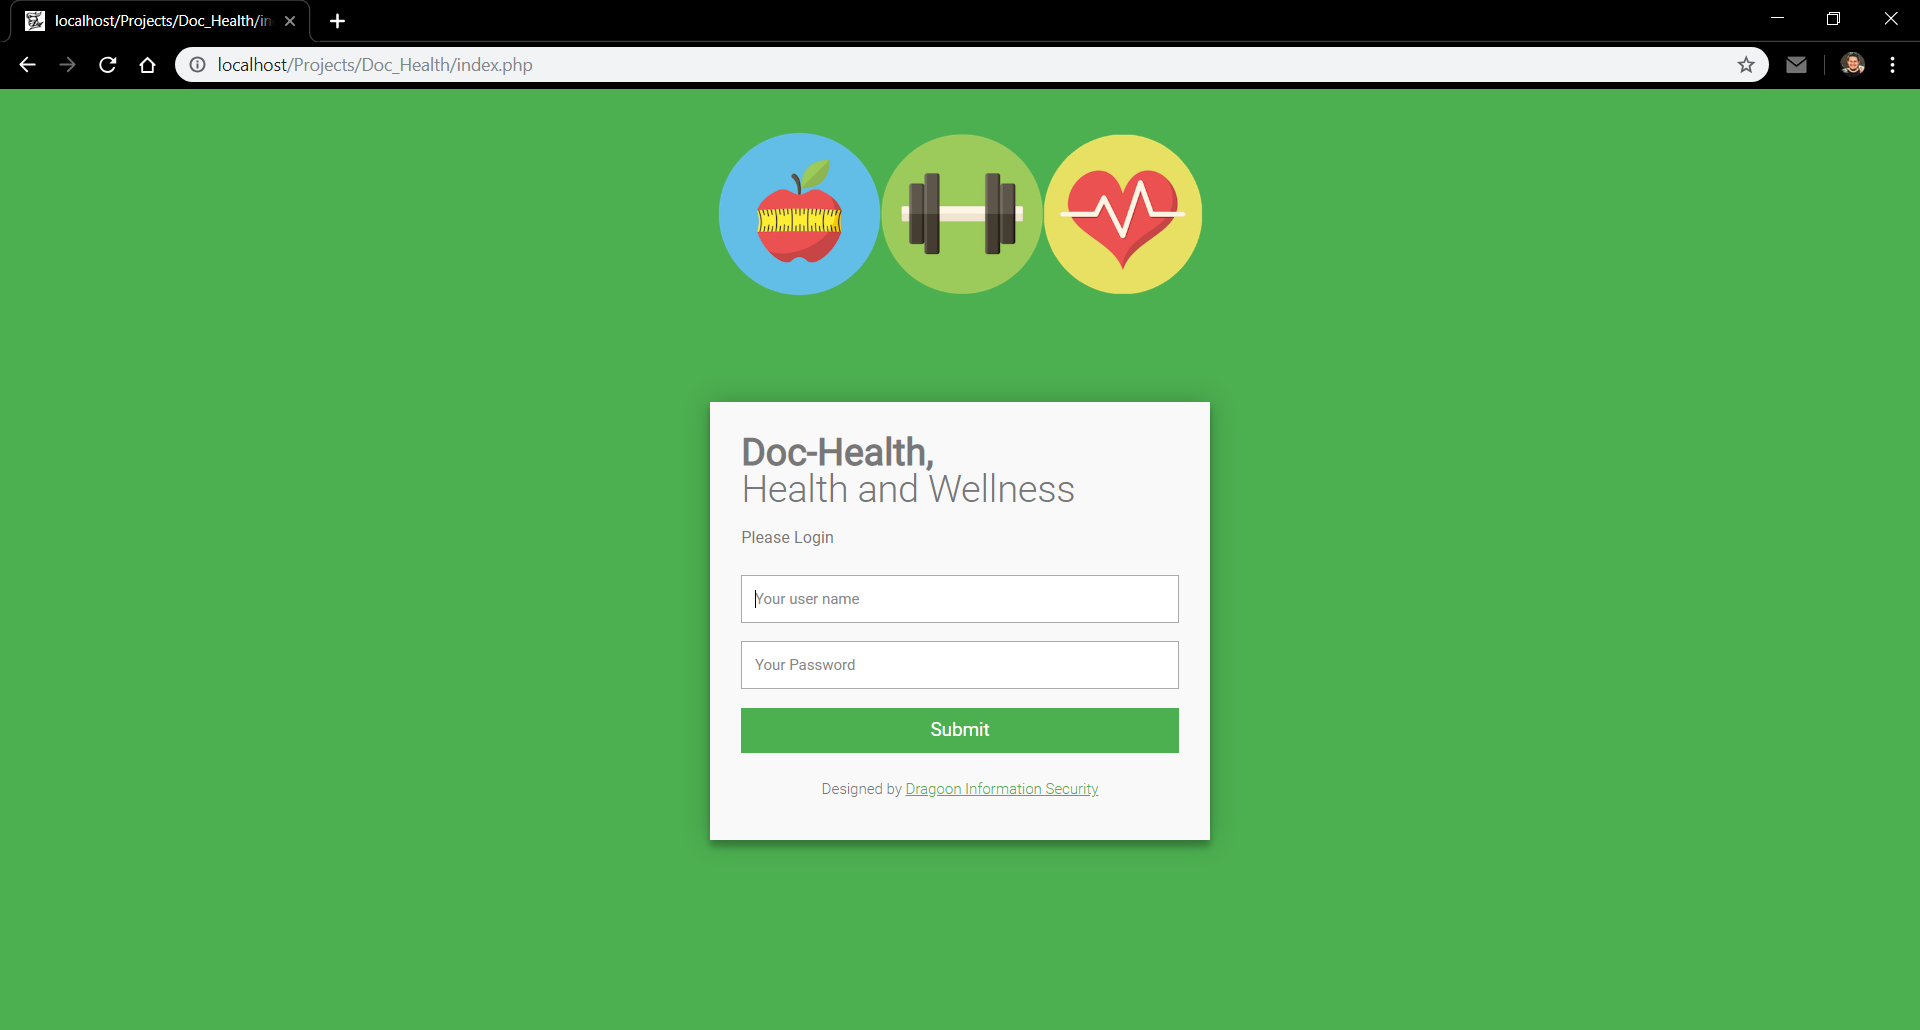 localhost/Projects/Doc_Health/in
localhost/Projects/Doc_Health/index.php
Doc-Health,
Health and Wellness
Please Login
Your user name
Your Password
Submit
Designed by Dragoon Information Security